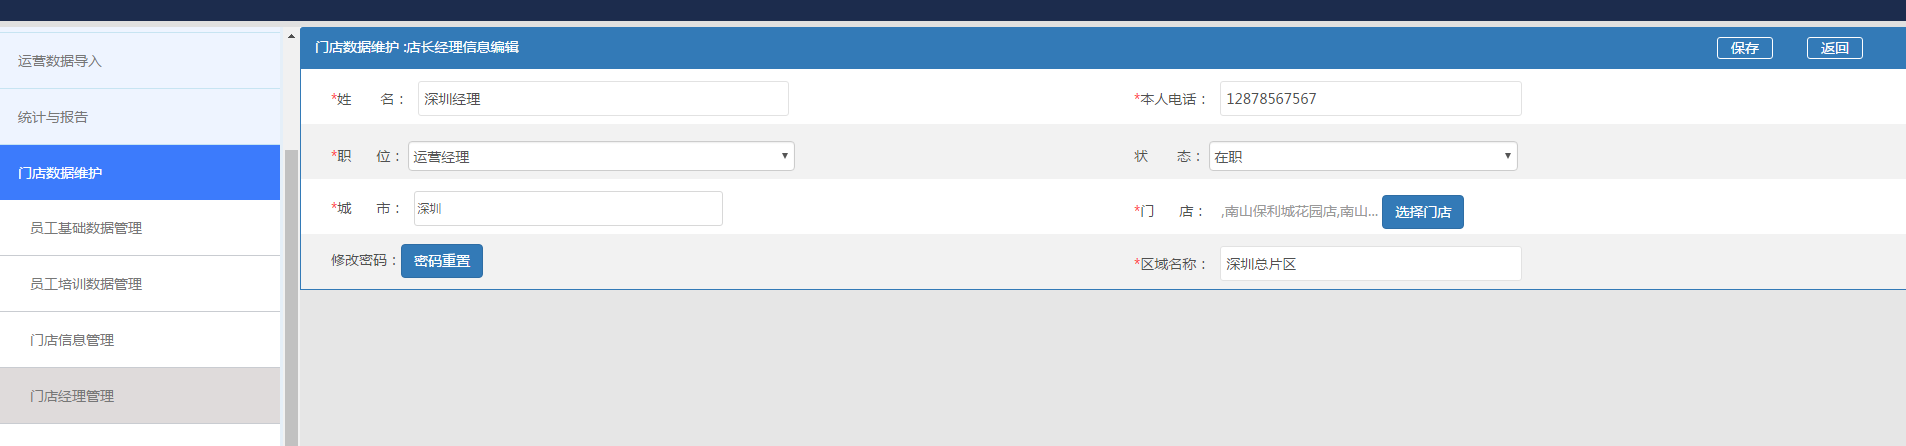 运营数据导入
统计与报告
门店数据维护
员工基础数据管理
员工培训数据管理
门店信息管理
门店经理管理
门店数据维护 :店长经理信息编辑 保存 返回
*姓 名： 深圳经理 *本人电话： 12878567567
*职 位： 运营经理 状 态： 在职
*城 市： 深圳 *门 店： ,南山保利城花园店,南山... 选择门店
修改密码： 密码重置 *区域名称： 深圳总片区